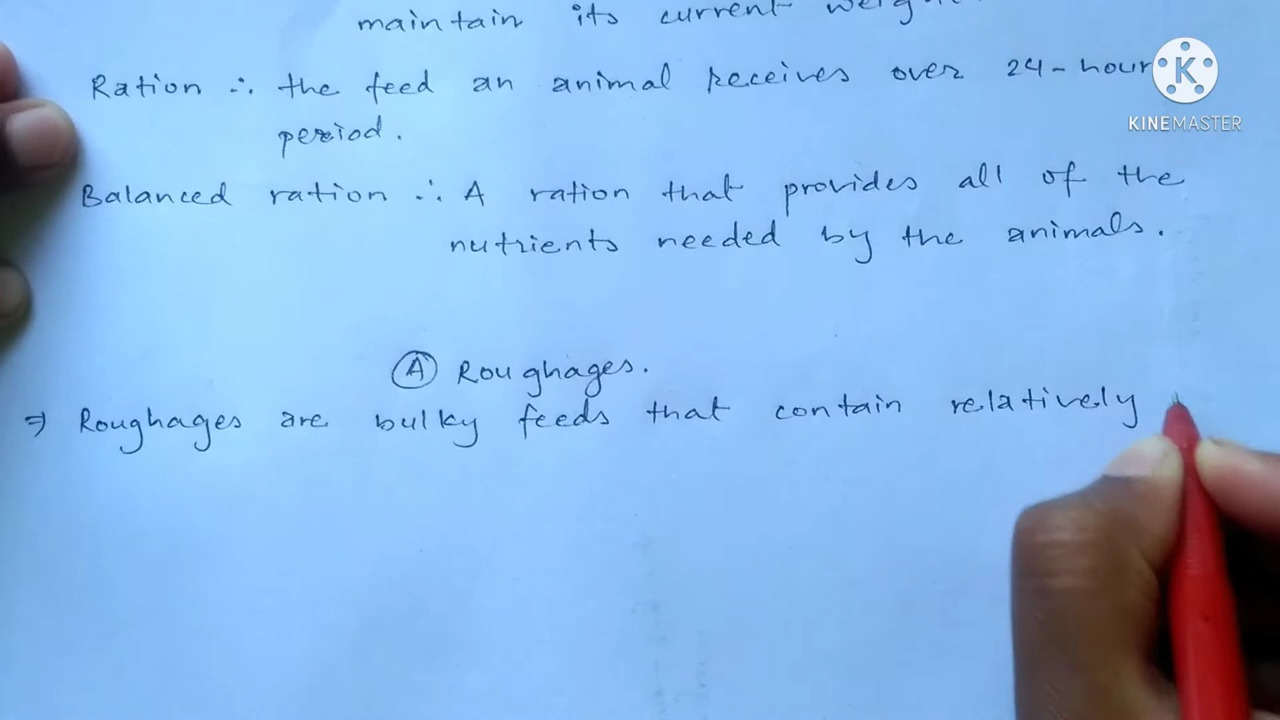 maintain its current weight
Ration ∴ the feed an animal receives over 24-hour
period.
Balanced ration ∴ A ration that provides all of the
nutrients needed by the animals.
Ⓐ Roughages.
⇒ Roughages are bulky feeds that contain relatively
K
KINEMASTER